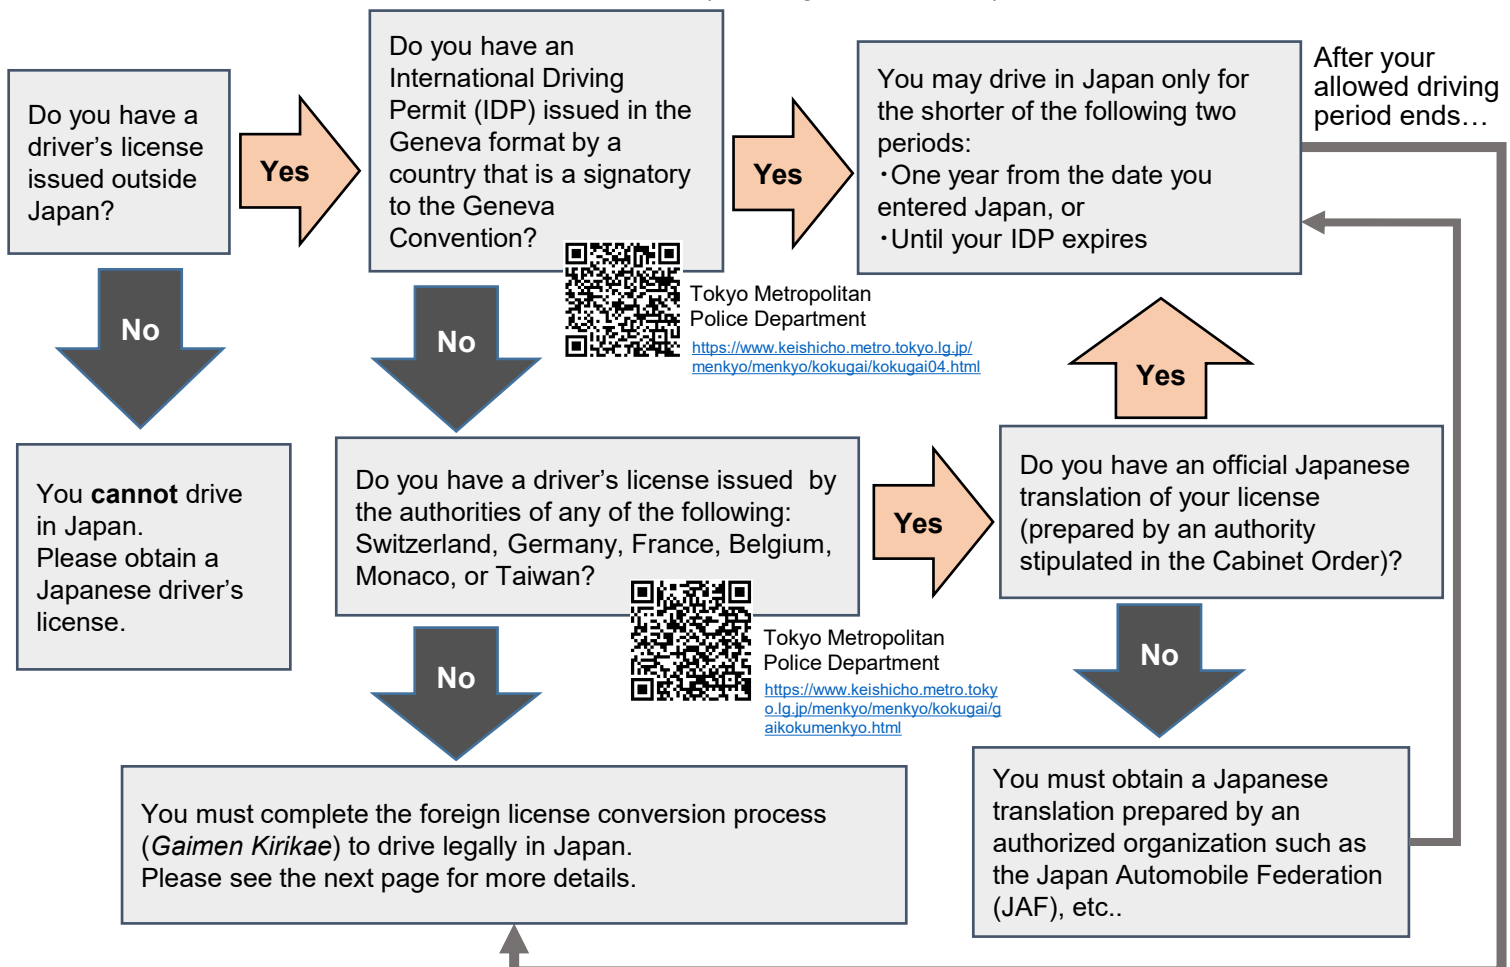 Do you have a
driver's license
issued outside
Japan?
Yes
No
You cannot drive
in Japan.
Please obtain a
Japanese driver's
license.
Do you have an
International Driving
Permit (IDP) issued in the
Geneva format by a
country that is a signatory
to the Geneva
Convention?
Tokyo Metropolitan
Police Department
https://www.keishicho.metro.tokyo.lg.jp/
menkyo/menkyo/kokugai/kokugai04.html
Yes
No
You may drive in Japan only for
the shorter of the following two
periods:
・One year from the date you
entered Japan, or
・Until your IDP expires
After your
allowed driving
period ends…
Do you have a driver's license issued  by
the authorities of any of the following:
Switzerland, Germany, France, Belgium,
Monaco, or Taiwan?
Tokyo Metropolitan
Police Department
https://www.keishicho.metro.toky
o.lg.jp/menkyo/menkyo/kokugai/g
aikokumenkyo.html
Yes
No
Do you have an official Japanese
translation of your license
(prepared by an authority
stipulated in the Cabinet Order)?
Yes
No
You must obtain a Japanese
translation prepared by an
authorized organization such as
the Japan Automobile Federation
(JAF), etc..
You must complete the foreign license conversion process
(Gaimen Kirikae) to drive legally in Japan.
Please see the next page for more details.